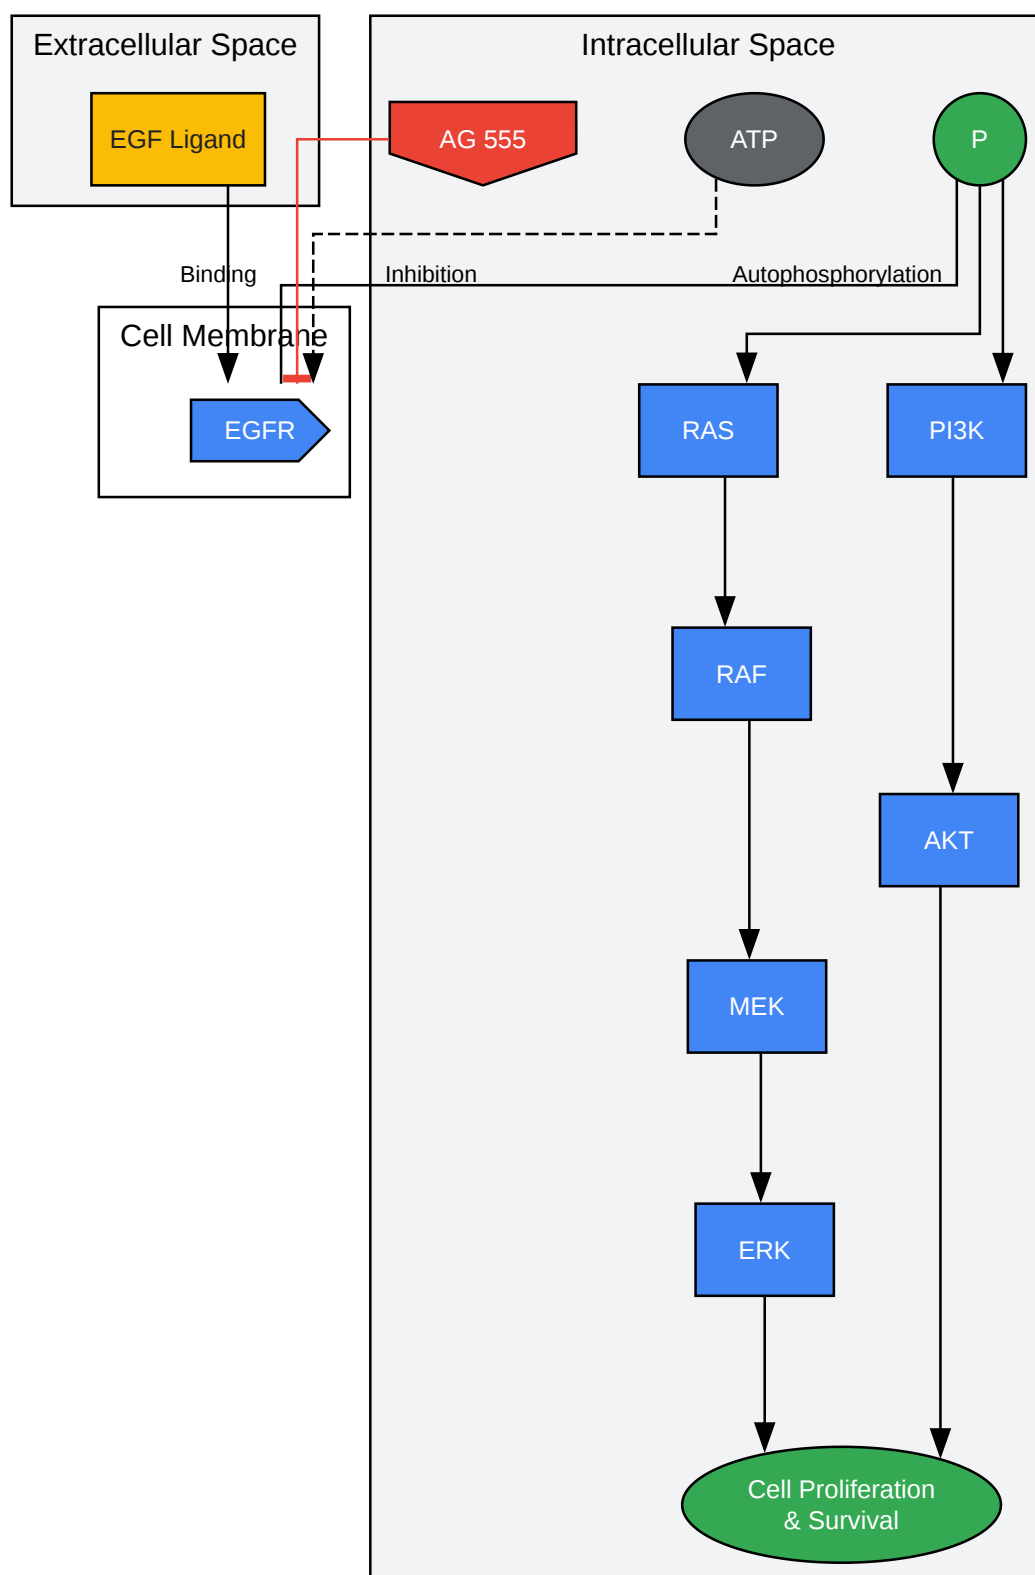 Extracellular Space
Intracellular Space
EGF Ligand
AG 555
ATP
P
Binding
Inhibition
Autophosphorylation
Cell Membrane
EGFR
RAS
PI3K
RAF
AKT
MEK
ERK
Cell Proliferation
& Survival